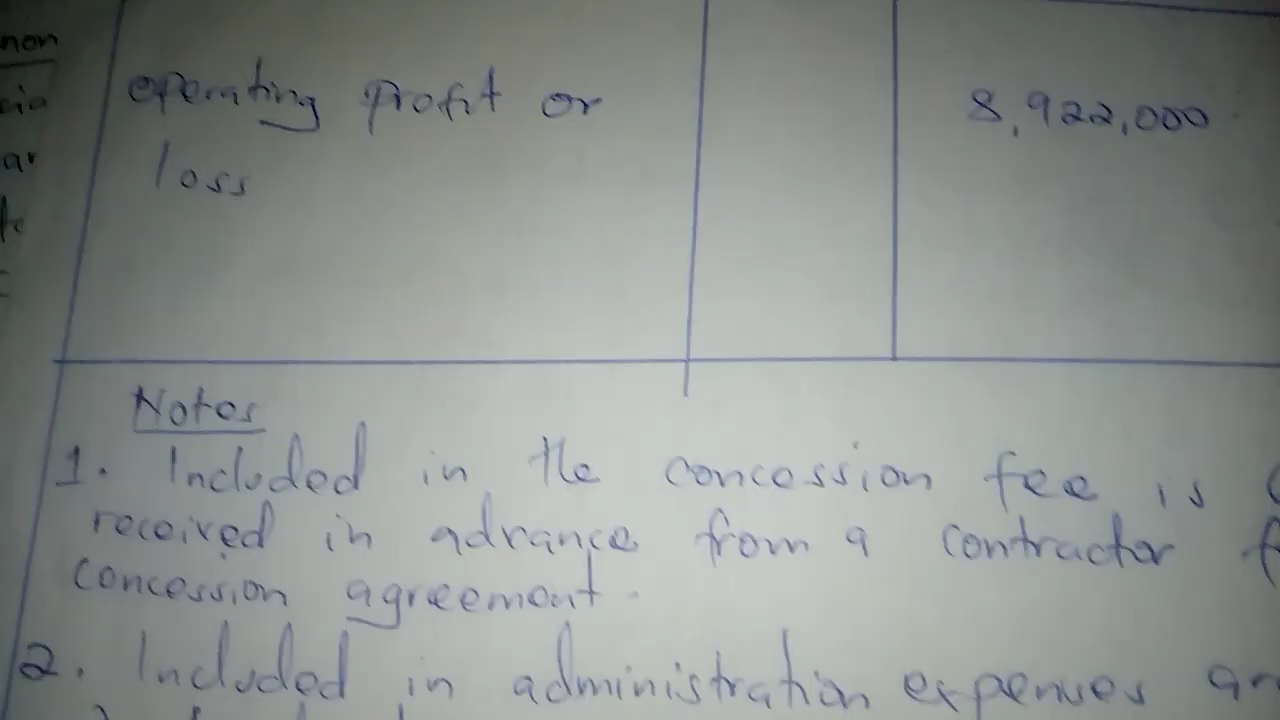 operating profit or
loss
8,922,000
Notes
1. Included in the concession fee is
received in advance from a contractor
concession agreement.
2. Included in administration expenses